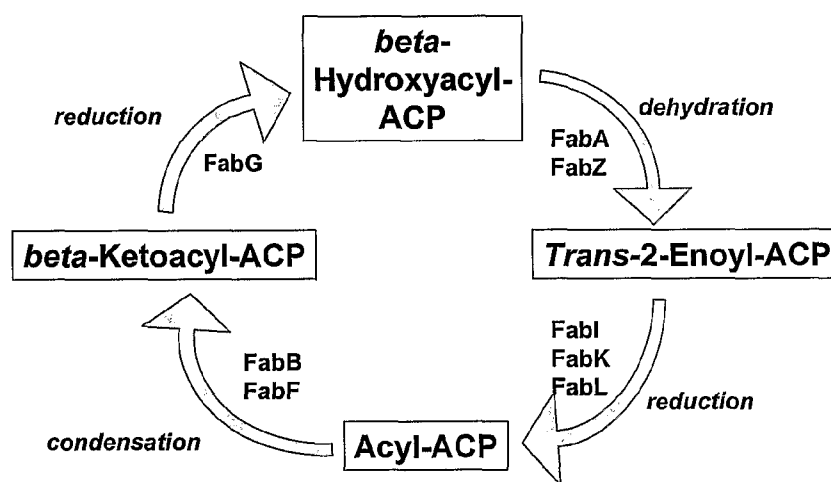 beta-
Hydroxyacyl-
ACP
reduction
dehydration
FabA
FabZ
FabG
beta-Ketoacyl-ACP
Trans-2-Enoyl-ACP
FabI
FabK
FabL
FabB
FabF
reduction
condensation
Acyl-ACP